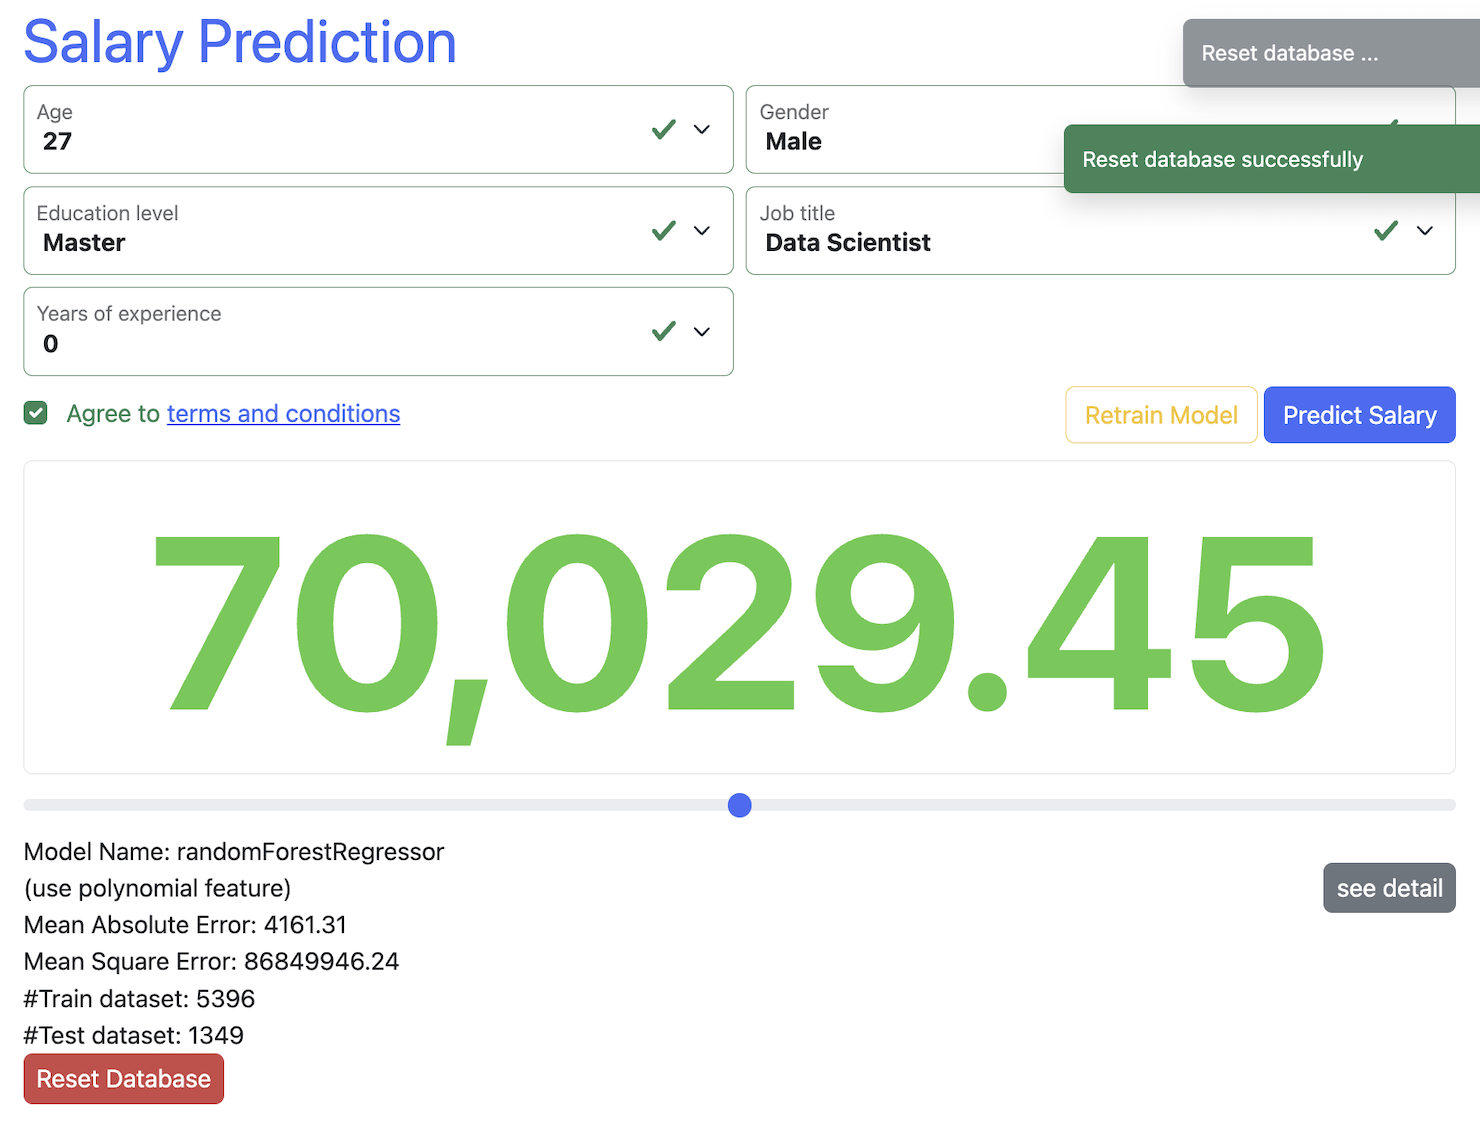 Salary Prediction
Reset database ...
Reset database successfully
Age
27
Gender
Male
Education level
Master
Job title
Data Scientist
Years of experience
0
Agree to terms and conditions
Retrain Model
Predict Salary
70,029.45
Model Name: randomForestRegressor
(use polynomial feature)
see detail
Mean Absolute Error: 4161.31
Mean Square Error: 86849946.24
#Train dataset: 5396
#Test dataset: 1349
Reset Database